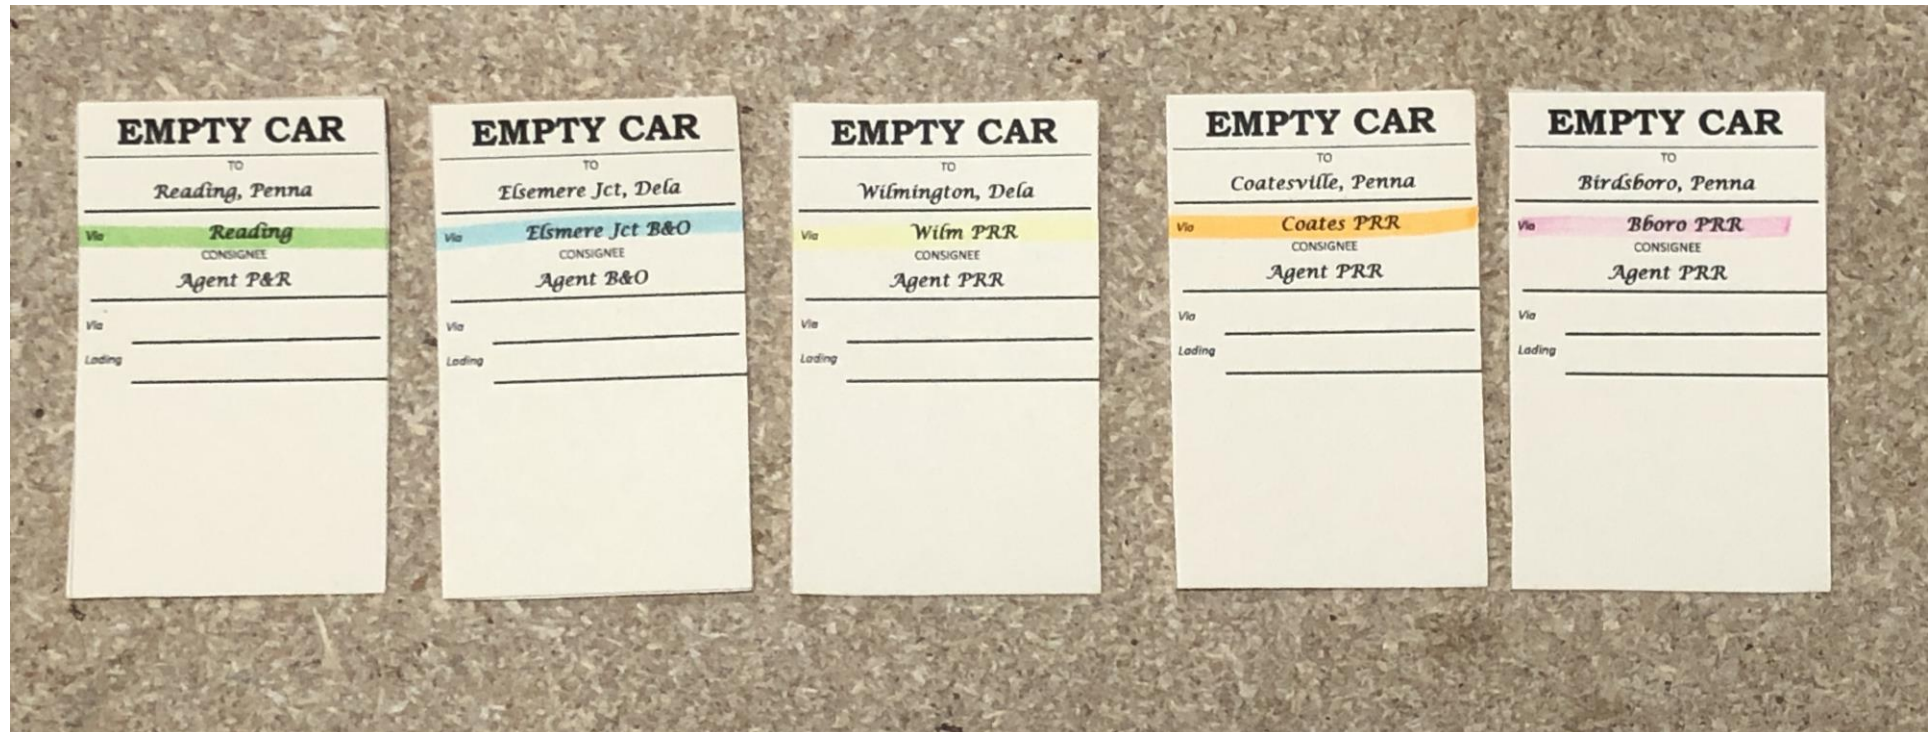 EMPTY CAR
TO
Reading, Penna
Via Reading
CONSIGNEE
Agent P&R
Via
Lading
EMPTY CAR
TO
Elsemere Jct, Dela
Via Elsmere Jct B&O
CONSIGNEE
Agent B&O
Via
Lading
EMPTY CAR
TO
Wilmington, Dela
Via Wilm PRR
CONSIGNEE
Agent PRR
Via
Lading
EMPTY CAR
TO
Coatesville, Penna
Via Coates PRR
CONSIGNEE
Agent PRR
Via
Lading
EMPTY CAR
TO
Birdsboro, Penna
Via Bboro PRR
CONSIGNEE
Agent PRR
Via
Lading